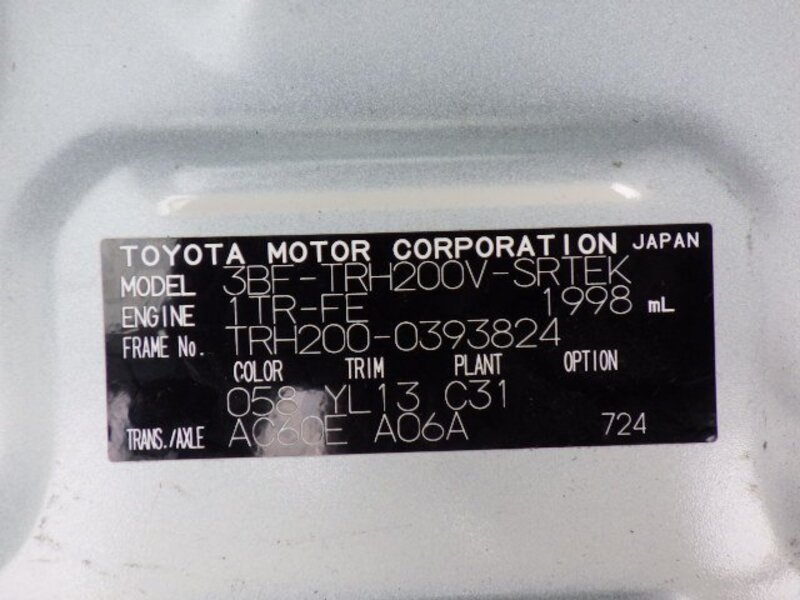 TOYOTA MOTOR CORPORATION JAPAN
MODEL 3BF-TRH200V-SRTEK
ENGINE 1TR-FE 1998 mL
FRAME No. TRH200-0393824
COLOR TRIM PLANT OPTION
058 YL13 C31
TRANS./AXLE AC60E A06A 724